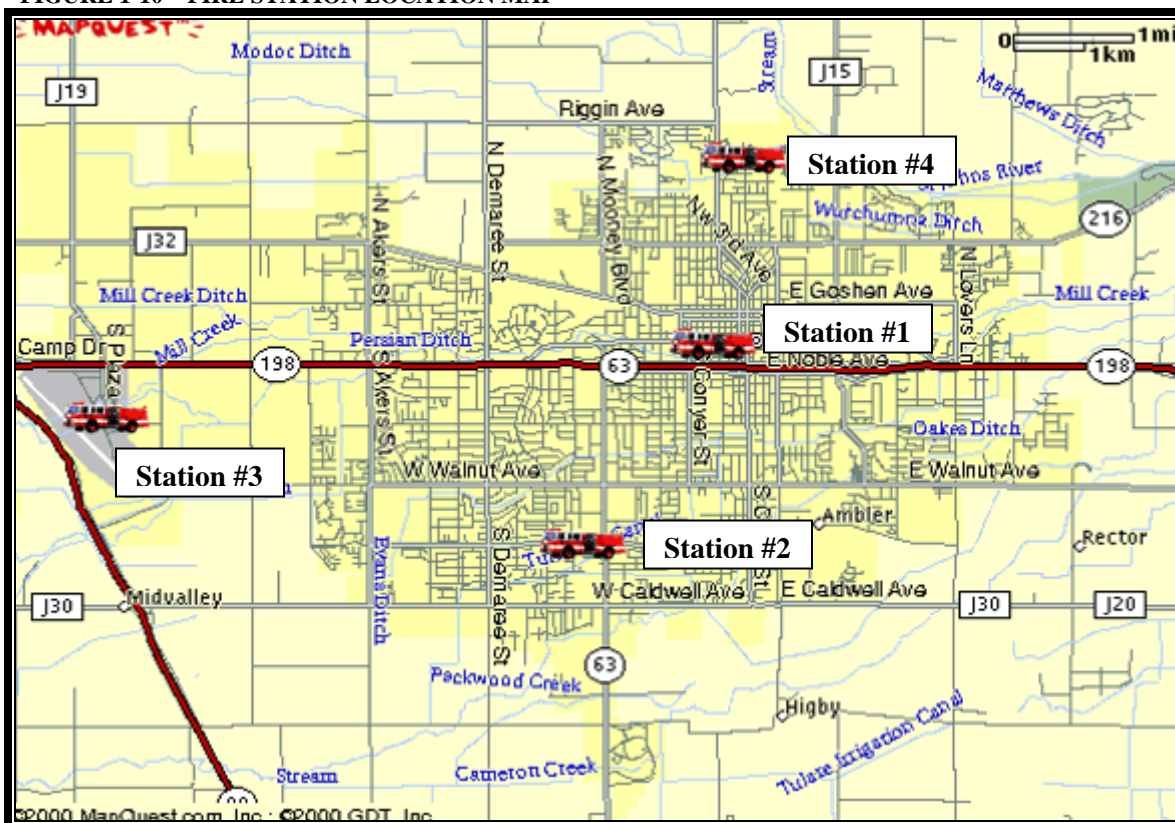 FIGURE 1-10 FIRE STATION LOCATION MAP
MAPQUEST
0 1mi
1km
Modoc Ditch
Stream
J15
J19
Matthews Ditch
Riggin Ave
N Demaree St
N Mooney Blvd
Station #4
Johns River
N Akers St
Nw 3rd Ave
Wutchumna Ditch
216
J32
N Lovers Ln
Mill Creek Ditch
E Goshen Ave
Mill Creek
Mill Creek
Persian Ditch
Station #1
Camp Dr
S Plaza
198
63
E Noble Ave
198
S Akers St
Conyer St
Oakes Ditch
Station #3
W Walnut Ave
E Walnut Ave
Ambler
Rector
Station #2
S Demaree St
Evans Ditch
W Caldwell Ave
E Caldwell Ave
J30
Midvalley
J30
J20
63
Packwood Creek
Higby
Tulare Irrigation Canal
Stream
Cameron Creek
©2000 MapQuest.com, Inc.; ©2000 GDT, Inc.